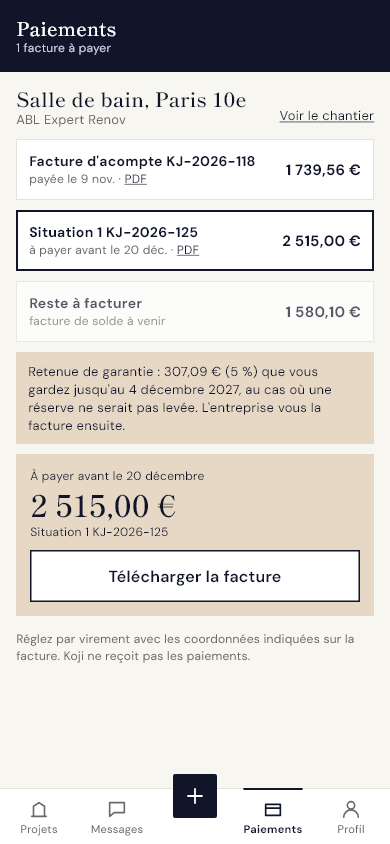 Paiements
1 facture à payer
Salle de bain, Paris 10e
ABL Expert Renov
Voir le chantier
Facture d'acompte KJ-2026-118
payée le 9 nov. · PDF
1 739,56 €
Situation 1 KJ-2026-125
à payer avant le 20 déc. · PDF
2 515,00 €
Reste à facturer
facture de solde à venir
1 580,10 €
Retenue de garantie : 307,09 € (5 %) que vous
gardez jusqu'au 4 décembre 2027, au cas où une
réserve ne serait pas levée. L'entreprise vous la
facture ensuite.
À payer avant le 20 décembre
2 515,00 €
Situation 1 KJ-2026-125
Télécharger la facture
Réglez par virement avec les coordonnées indiquées sur la
facture. Koji ne reçoit pas les paiements.
Projets
Messages
Paiements
Profil